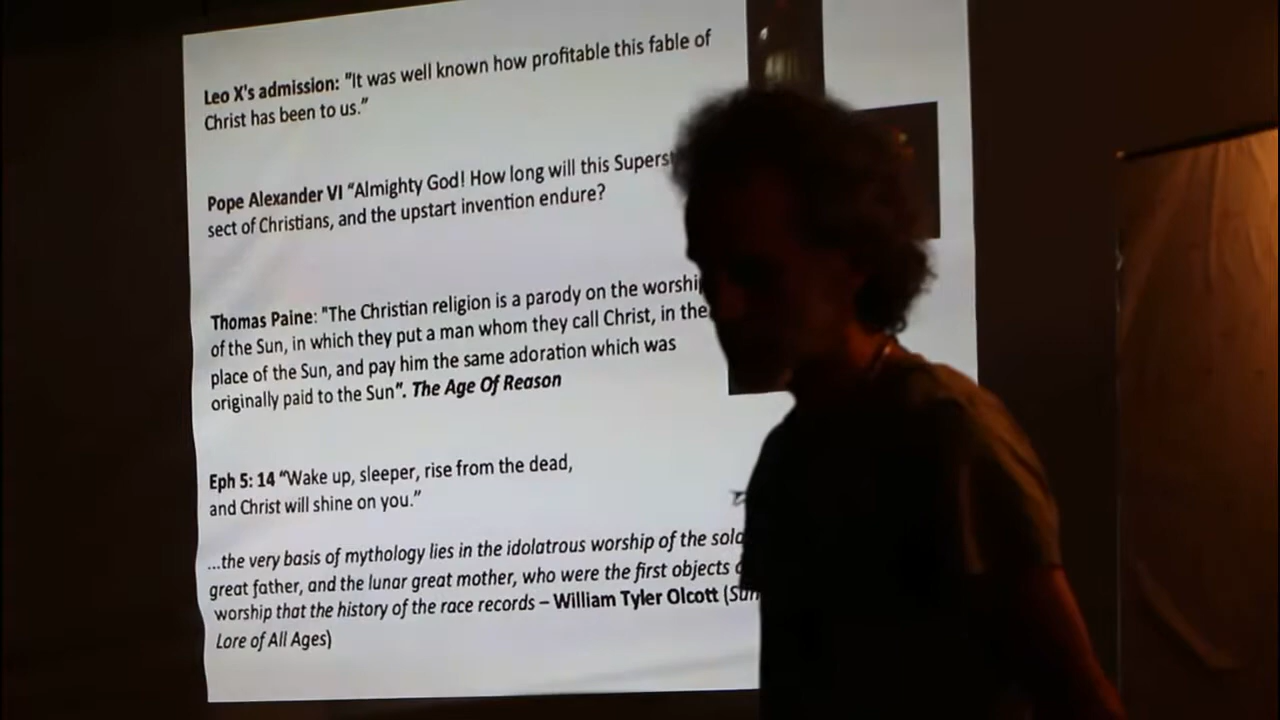 Leo X's admission: "It was well known how profitable this fable of
Christ has been to us.”
Pope Alexander VI “Almighty God! How long will this
sect of Christians, and the upstart invention endure?
Thomas Paine: "The Christian religion is a parody on the
of the Sun, in which they put a man whom they call Christ, in the
place of the Sun, and pay him the same adoration which was
originally paid to the Sun”. The Age Of Reason
Eph 5: 14 “Wake up, sleeper, rise from the dead,
and Christ will shine on you.”
...the very basis of mythology lies in the idolatrous worship of the
great father, and the lunar great mother, who were the first objects
worship that the history of the race records – William Tyler Olcott (Sun
Lore of All Ages)